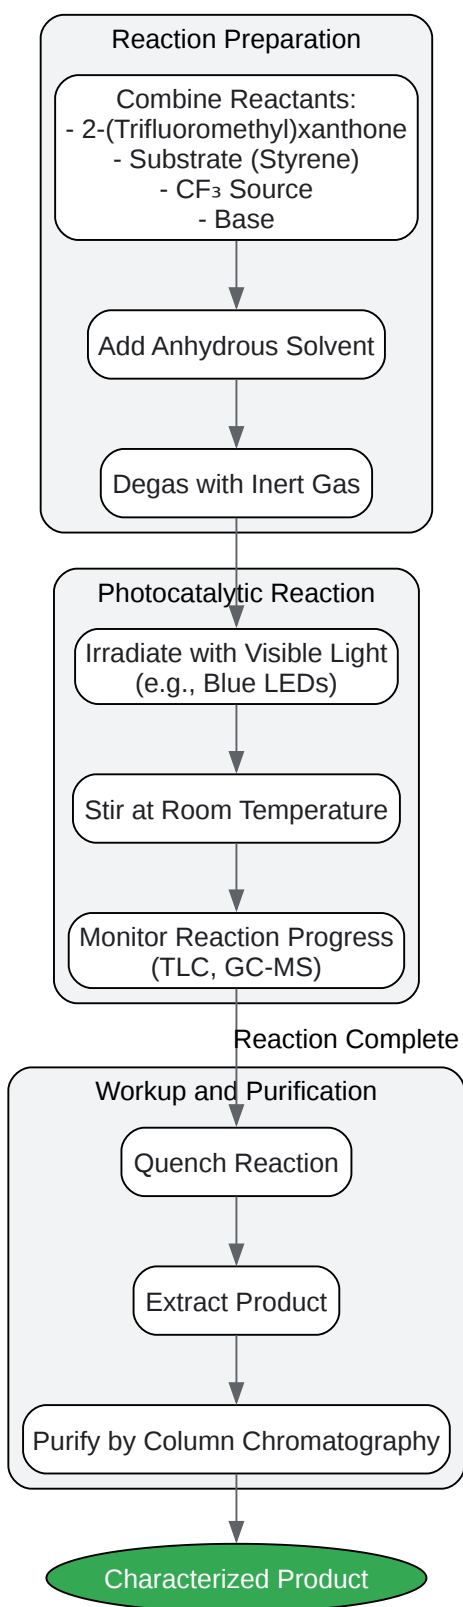 Reaction Preparation
Combine Reactants:
- 2-(Trifluoromethyl)xanthone
- Substrate (Styrene)
- CF₃ Source
- Base
Add Anhydrous Solvent
Degas with Inert Gas
Photocatalytic Reaction
Irradiate with Visible Light
(e.g., Blue LEDs)
Stir at Room Temperature
Monitor Reaction Progress
(TLC, GC-MS)
Reaction Complete
Workup and Purification
Quench Reaction
Extract Product
Purify by Column Chromatography
Characterized Product